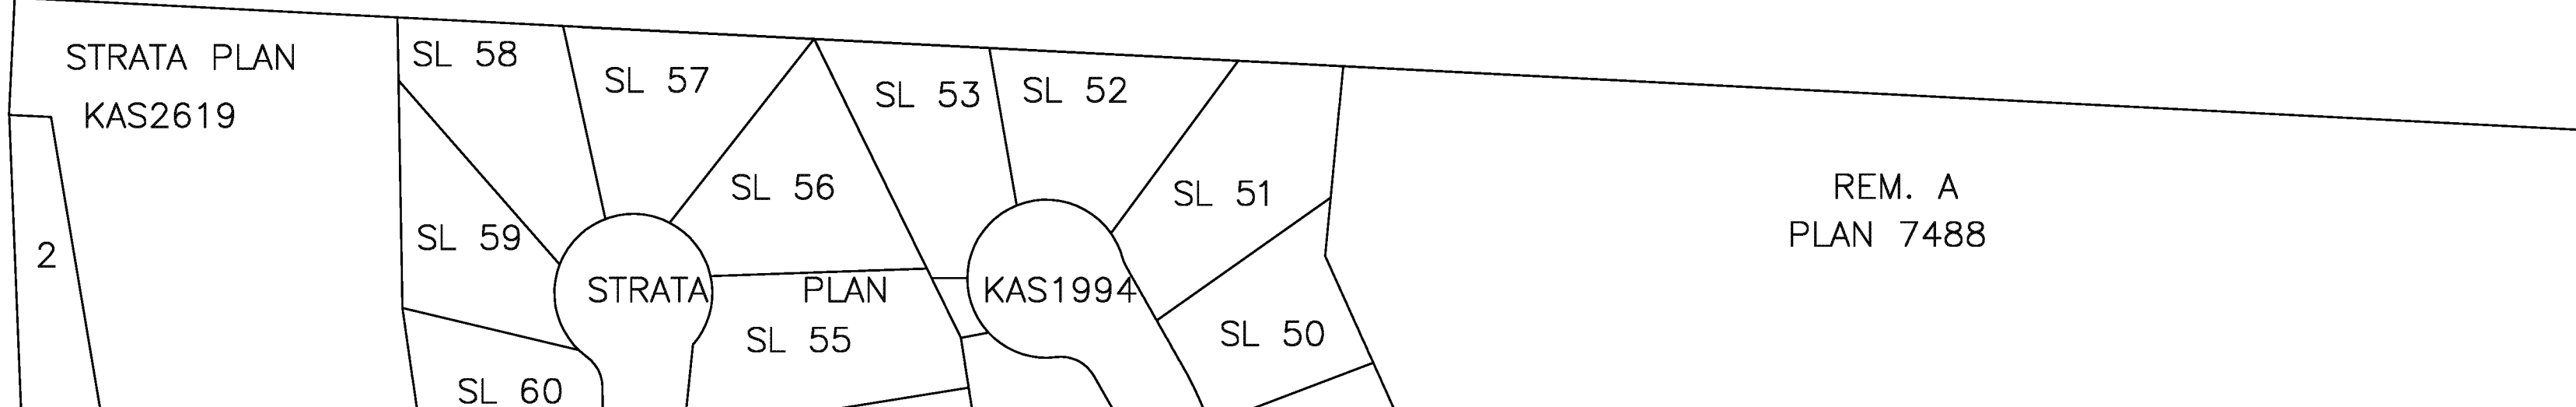 STRATA PLAN
KAS2619
2
SL 58
SL 57
SL 53
SL 52
SL 56
SL 51
SL 59
STRATA PLAN KAS1994
SL 55
SL 50
SL 60
REM. A
PLAN 7488